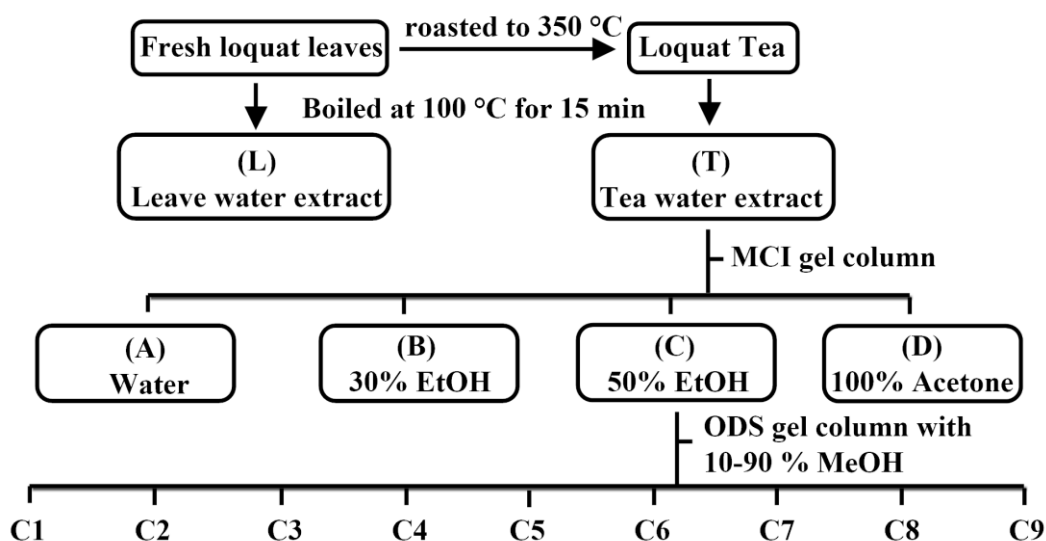 Fresh loquat leaves
roasted to 350 °C
Loquat Tea
Boiled at 100 °C for 15 min
(L)
Leave water extract
(T)
Tea water extract
MCI gel column
(A)
Water
(B)
30% EtOH
(C)
50% EtOH
(D)
100% Acetone
ODS gel column with
10-90 % MeOH
C1 C2 C3 C4 C5 C6 C7 C8 C9